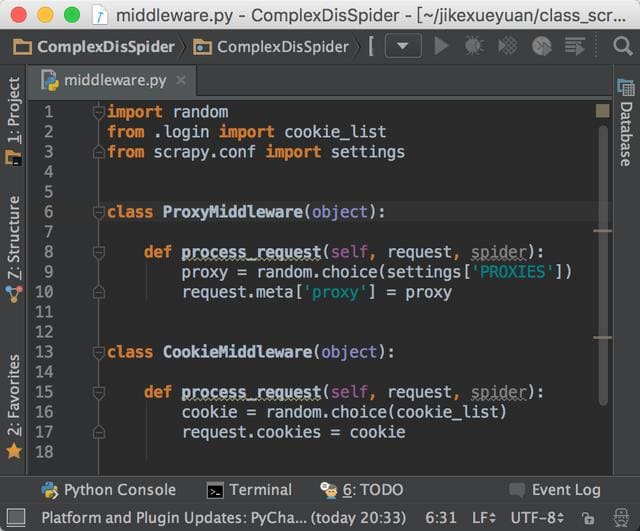 middleware.py - ComplexDisSpider - [~/jikexueyuan/class_scr...
ComplexDisSpider
ComplexDisSpider
middleware.py
1: Project
Z: Structure
2: Favorites
Database
1 import random
2 from .login import cookie_list
3 from scrapy.conf import settings
4
5
6 class ProxyMiddleware(object):
7
8 def process_request(self, request, spider):
9 proxy = random.choice(settings['PROXIES'])
10 request.meta['proxy'] = proxy
11
12
13 class CookieMiddleware(object):
14
15 def process_request(self, request, spider):
16 cookie = random.choice(cookie_list)
17 request.cookies = cookie
18
Python Console Terminal 6: TODO Event Log
Platform and Plugin Updates: PyCha... (today 20:33) 6:31 LF UTF-8